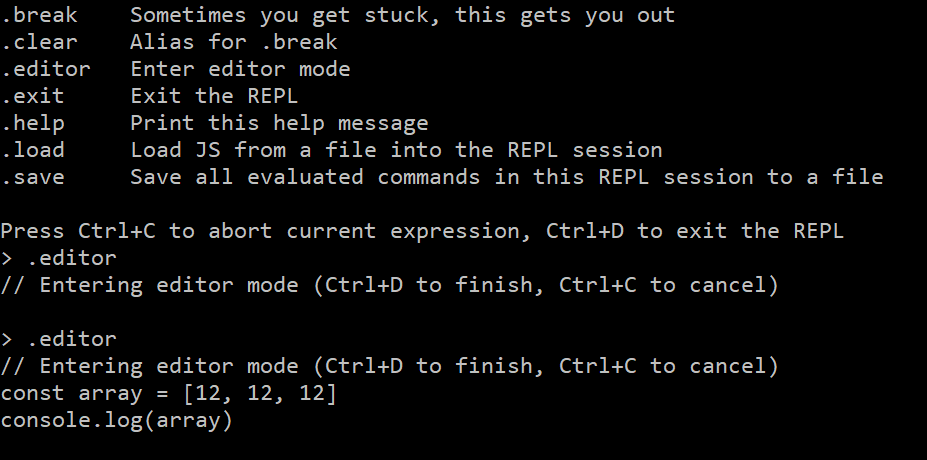 .break    Sometimes you get stuck, this gets you out
.clear    Alias for .break
.editor   Enter editor mode
.exit     Exit the REPL
.help     Print this help message
.load     Load JS from a file into the REPL session
.save     Save all evaluated commands in this REPL session to a file

Press Ctrl+C to abort current expression, Ctrl+D to exit the REPL
> .editor
// Entering editor mode (Ctrl+D to finish, Ctrl+C to cancel)

> .editor
// Entering editor mode (Ctrl+D to finish, Ctrl+C to cancel)
const array = [12, 12, 12]
console.log(array)